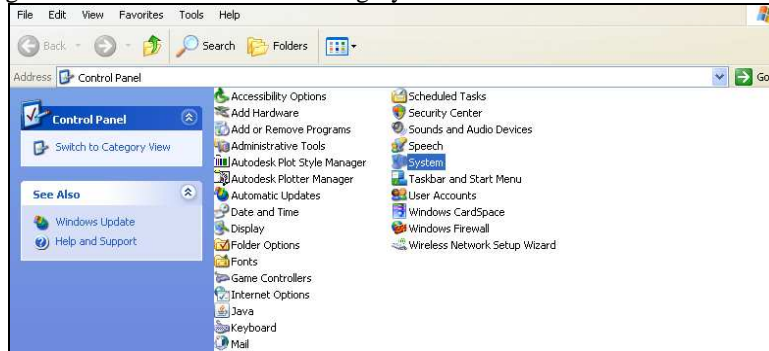 File Edit View Favorites Tools Help
Back Search Folders
Address Control Panel Go
Control Panel
Switch to Category View
See Also
Windows Update
Help and Support
Accessibility Options
Add Hardware
Add or Remove Programs
Administrative Tools
Autodesk Plot Style Manager
Autodesk Plotter Manager
Automatic Updates
Date and Time
Display
Folder Options
Fonts
Game Controllers
Internet Options
Java
Keyboard
Mail
Scheduled Tasks
Security Center
Sounds and Audio Devices
Speech
System
Taskbar and Start Menu
User Accounts
Windows CardSpace
Windows Firewall
Wireless Network Setup Wizard